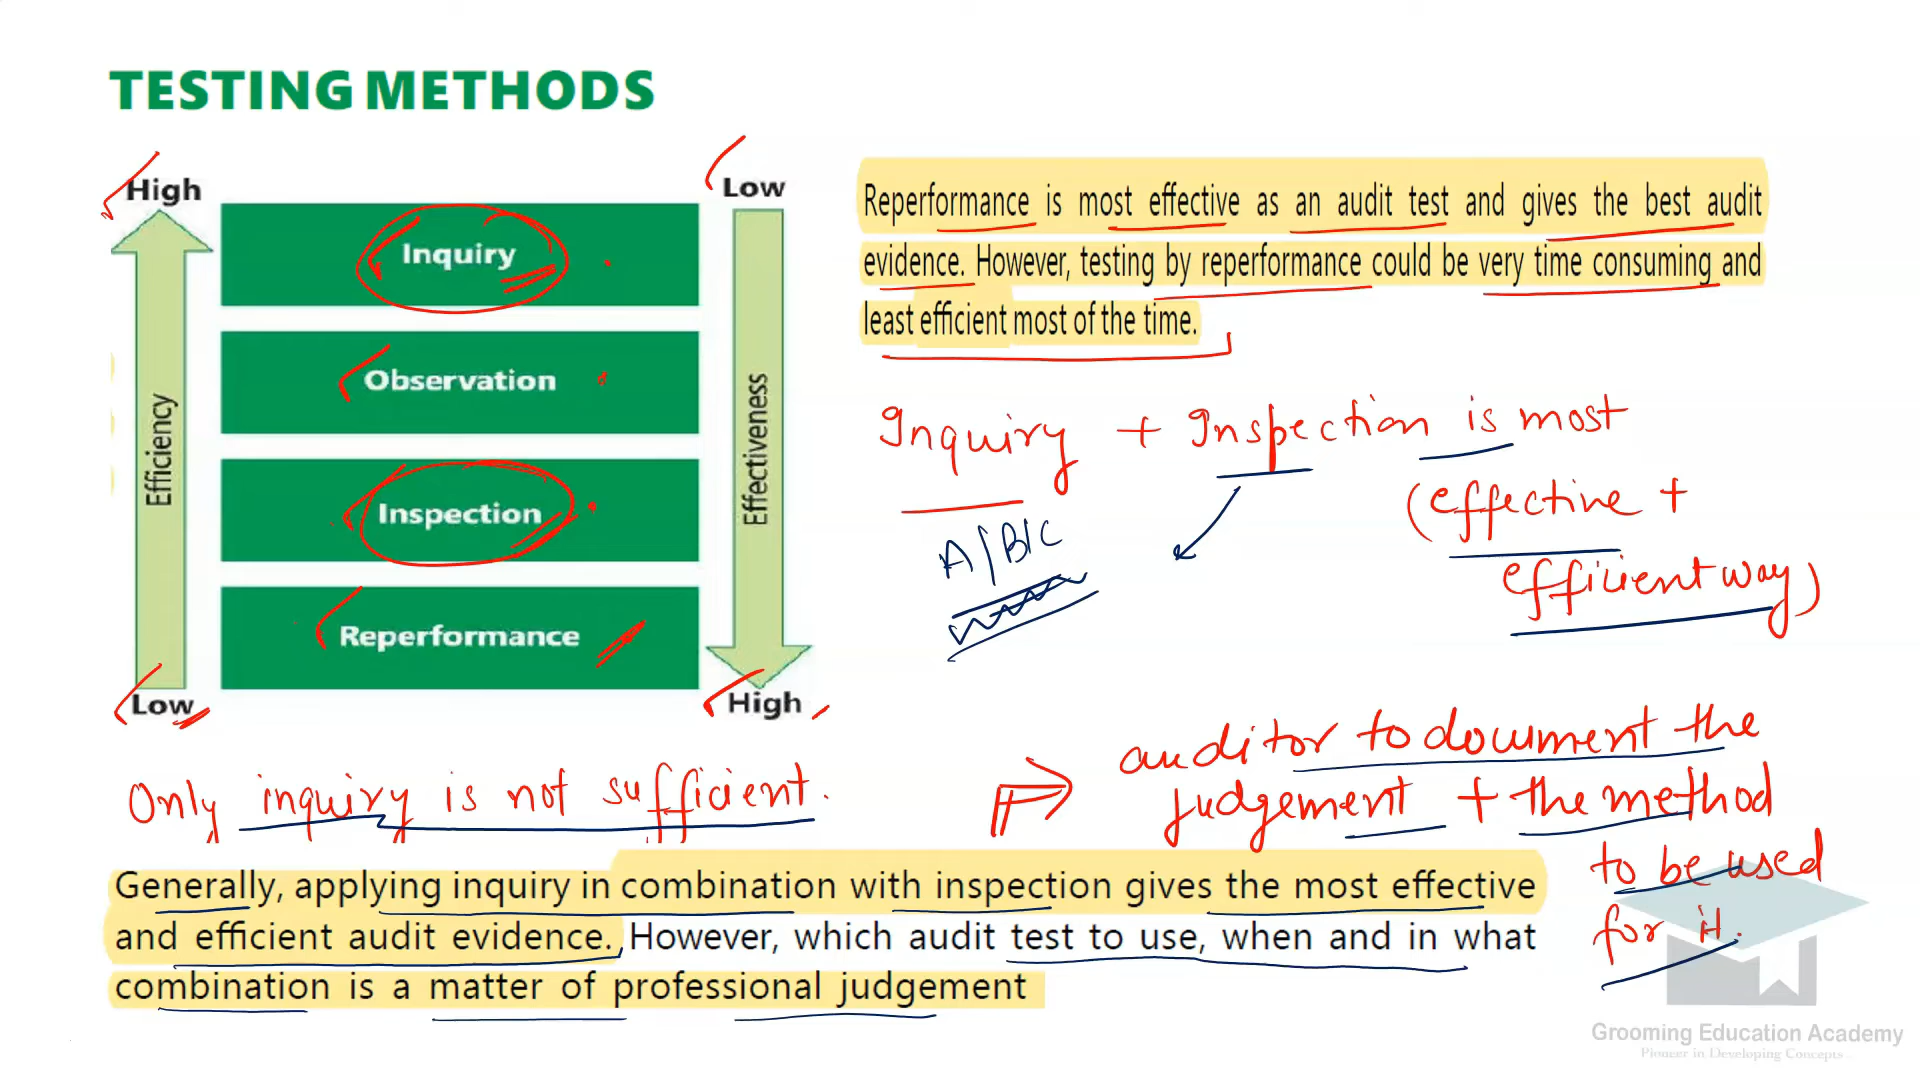 TESTING METHODS
High
Low
Inquiry
Observation
Inspection
Reperformance
Efficiency
Effectiveness
Low
High
Reperformance is most effective as an audit test and gives the best audit
evidence. However, testing by reperformance could be very time consuming and
least efficient most of the time.
Inquiry + Inspection is most
(effective +
efficient way)
A/B/C
Only inquiry is not sufficient.
auditor to document the
judgement + the method
to be used
for it.
Generally, applying inquiry in combination with inspection gives the most effective
and efficient audit evidence. However, which audit test to use, when and in what
combination is a matter of professional judgement
Grooming Education Academy
Pioneer in Developing Concepts...